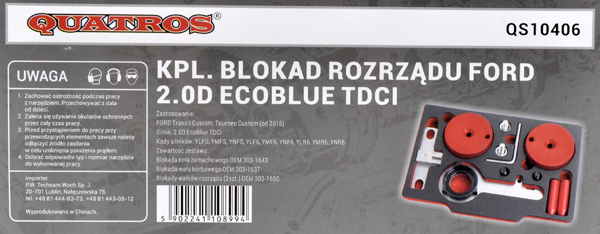 QUATROS
QS10406
UWAGA
1. Zachować ostrożność podczas pracy
z narzędziem. Przechowywać z dala
od dzieci.
2. Zaleca się używania okularów ochronnych
przez cały czas pracy.
3. Przed przystąpieniem do pracy przy
przewodzących elementach zawsze należy
odłączyć źródło zasilania
w celu uniknięcia porażenia prądem.
4. Dobrać odpowiedni typ i rozmiar narzędzia
do wykonywanej pracy.
Importer:
P.W. Techsam Woch Sp. J
20-701 Lublin, Nałęczowska 75
tel. +48 81 444-63-73, +48 81 443-08-12
Wyprodukowano w Chinach.
KPL. BLOKAD ROZRZĄDU FORD
2.0D ECOBLUE TDCI
Zastosowanie:
FORD Transit Custom, Tourneo Custom (od 2016)
Silnik: 2.0D EcoBlue TDCi
Kody silników: YLFS, YMFS, YNFS, YLF6, YMF6, YNF6, YLR6, YMR6, YNR6
Zawartość zestawu:
Blokada koła zamachowego OEM 303-1643
Blokada wału korbowego OEM 303-1637
Blokady wałków rozrządu (2szt.) OEM 303-1650
5 902241 108994